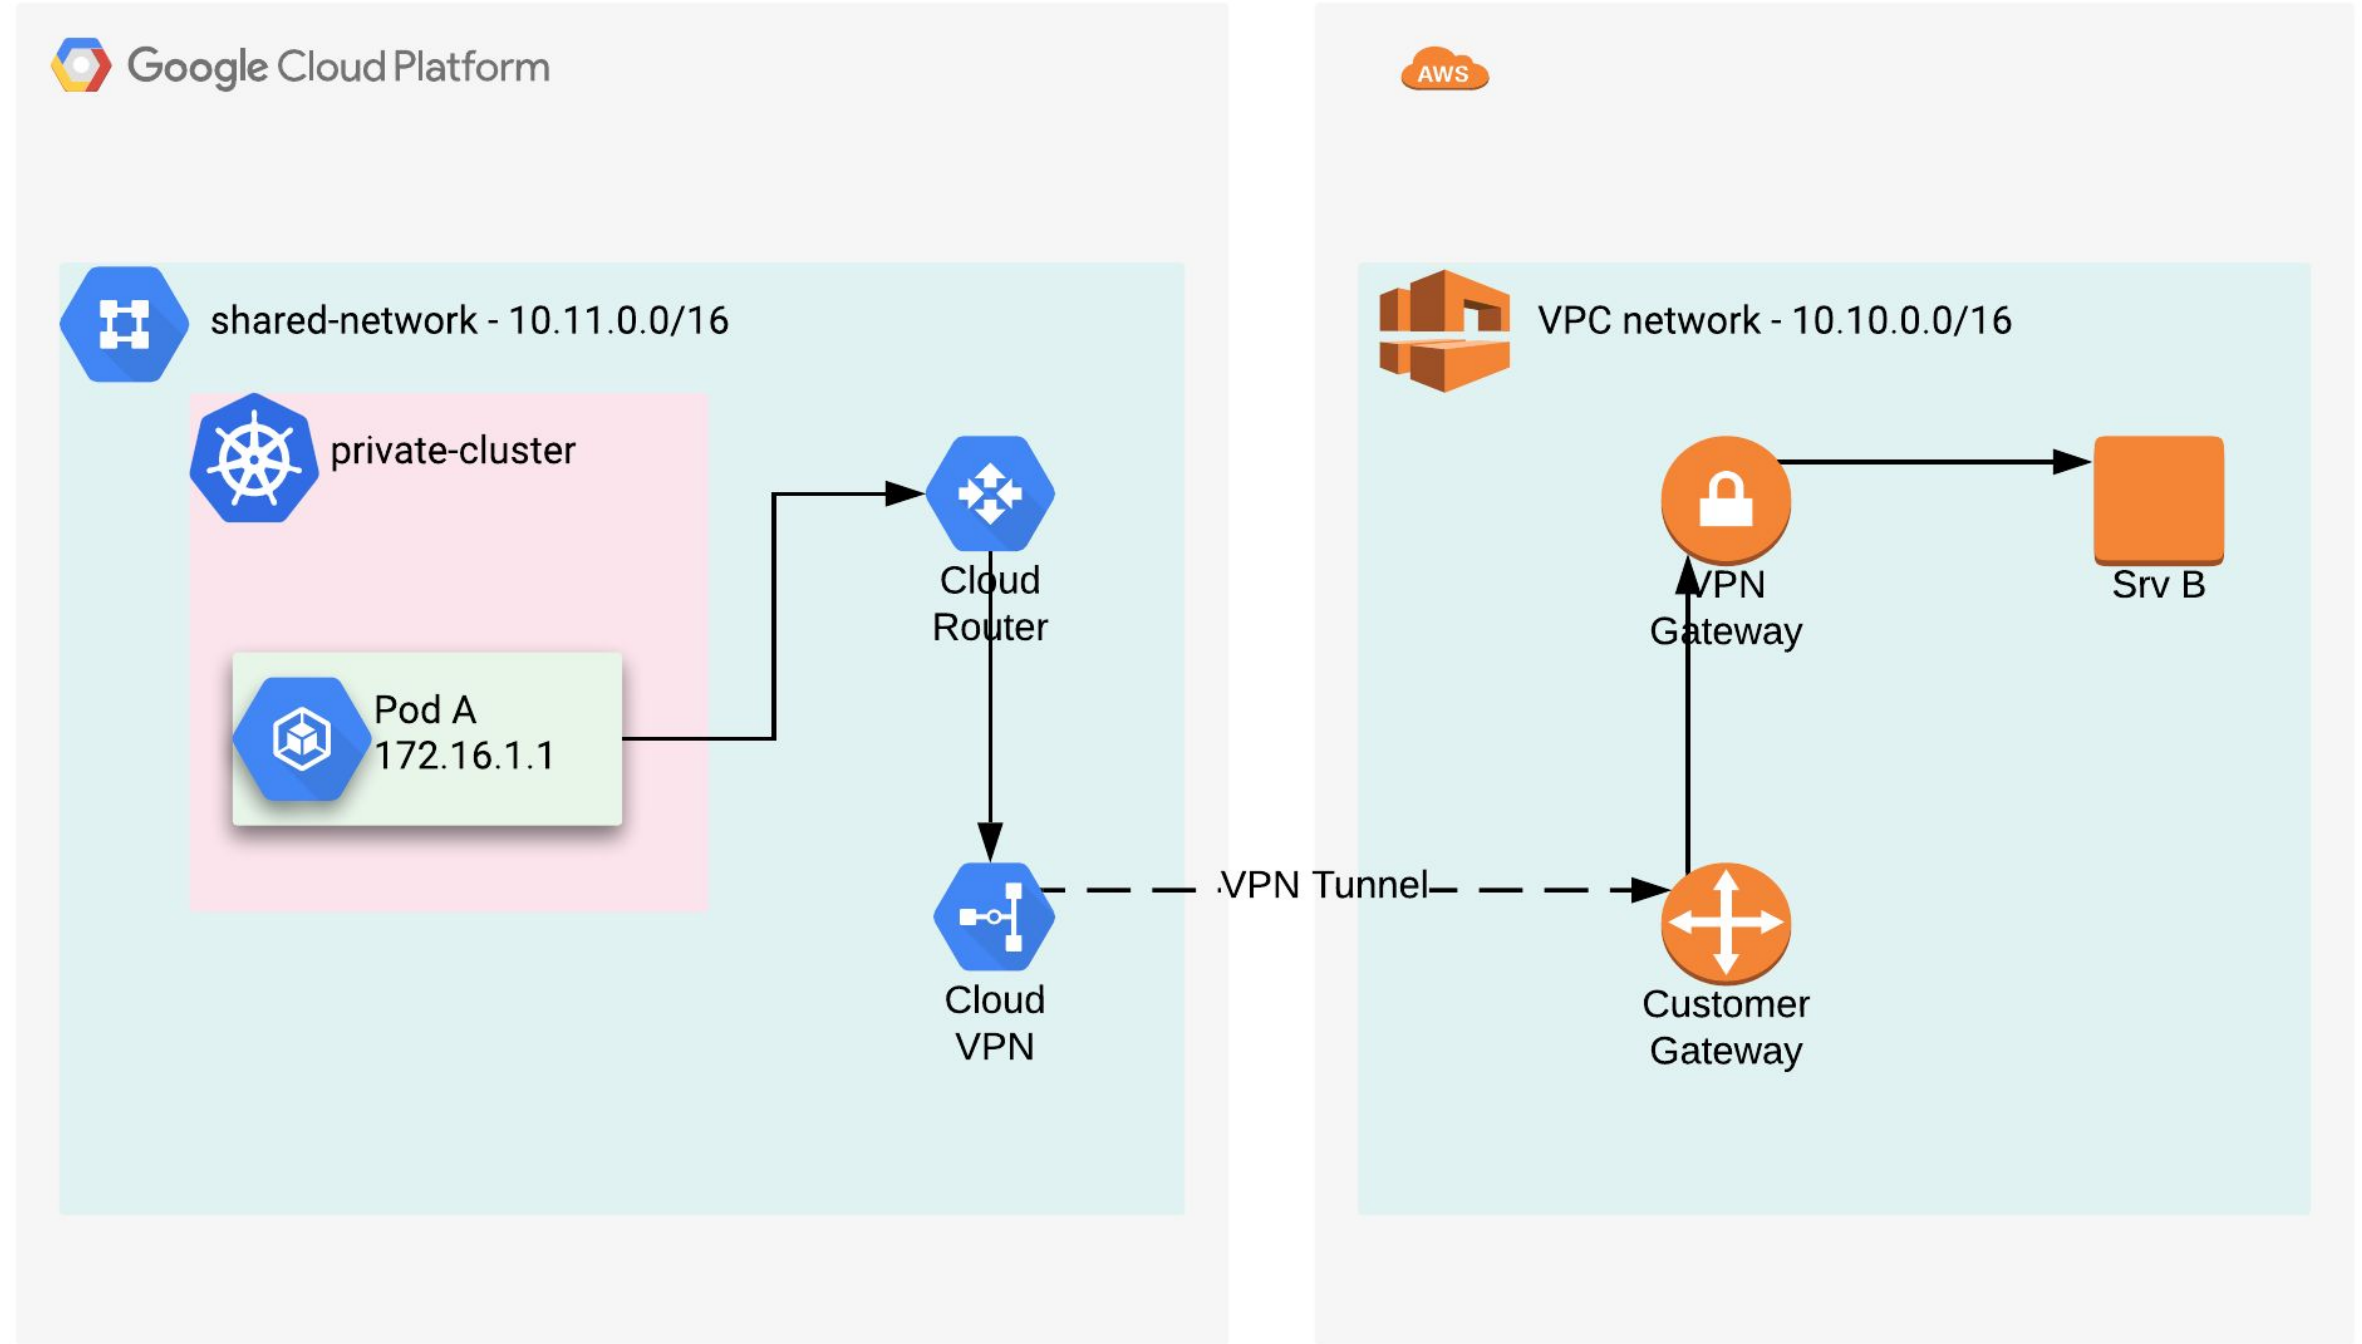 Google Cloud Platform
shared-network - 10.11.0.0/16
private-cluster
Pod A
172.16.1.1
Cloud
Router
Cloud
VPN
VPN Tunnel
AWS
VPC network - 10.10.0.0/16
VPN
Gateway
Srv B
Customer
Gateway